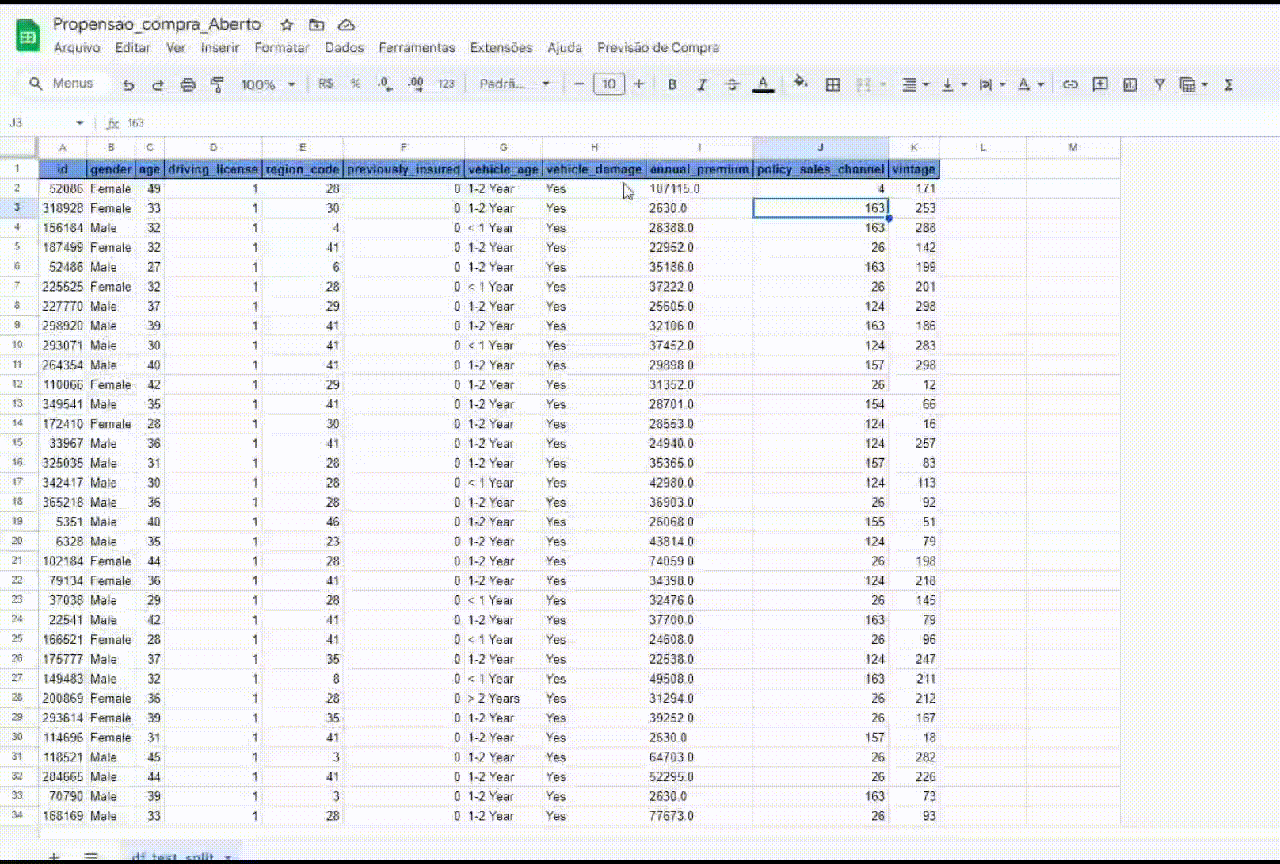 Propensao_compra_Aberto
Arquivo Editar Ver Inserir Formatar Dados Ferramentas Extensões Ajuda Previsão de Compra
Menus 100% R$ % .0 .00 123 Padrã... − 10 + B I A Σ
J3 fx 163
A B C D E F G H I J K L M
1 id gender age driving_license region_code previously_insured vehicle_age vehicle_damage annual_premium policy_sales_channel vintage
2 52086 Female 49 1 28 0 1-2 Year Yes 107115.0 4 171
3 318928 Female 33 1 30 0 1-2 Year Yes 2630.0 163 253
4 156184 Male 32 1 4 0 < 1 Year Yes 28388.0 163 288
5 187499 Female 32 1 41 0 1-2 Year Yes 22952.0 26 142
6 52486 Male 27 1 6 0 1-2 Year Yes 35186.0 163 199
7 225525 Female 32 1 28 0 < 1 Year Yes 37222.0 26 201
8 227770 Male 37 1 29 0 1-2 Year Yes 25605.0 124 298
9 298920 Male 39 1 41 0 1-2 Year Yes 32106.0 163 186
10 293071 Male 30 1 41 0 < 1 Year Yes 37452.0 124 283
11 264354 Male 40 1 41 0 1-2 Year Yes 29898.0 157 298
12 110066 Female 42 1 29 0 1-2 Year Yes 31352.0 26 12
13 349541 Male 35 1 41 0 1-2 Year Yes 28701.0 154 66
14 172410 Female 28 1 30 0 1-2 Year Yes 28553.0 124 16
15 33967 Male 36 1 41 0 1-2 Year Yes 24940.0 124 257
16 325035 Male 31 1 28 0 1-2 Year Yes 35365.0 157 83
17 342417 Male 30 1 28 0 < 1 Year Yes 42980.0 124 113
18 365218 Male 36 1 28 0 1-2 Year Yes 36903.0 26 92
19 5351 Male 40 1 46 0 1-2 Year Yes 26068.0 155 51
20 6328 Male 35 1 23 0 1-2 Year Yes 43814.0 124 79
21 102184 Female 44 1 28 0 1-2 Year Yes 74059.0 26 198
22 79134 Female 36 1 41 0 1-2 Year Yes 34398.0 124 218
23 37038 Male 29 1 28 0 < 1 Year Yes 32476.0 26 145
24 22541 Male 42 1 41 0 1-2 Year Yes 37700.0 163 79
25 166521 Female 28 1 41 0 < 1 Year Yes 24608.0 26 96
26 175777 Male 37 1 35 0 1-2 Year Yes 22538.0 124 247
27 149483 Male 32 1 8 0 < 1 Year Yes 49508.0 163 211
28 200869 Female 36 1 28 0 > 2 Years Yes 31294.0 26 212
29 293614 Female 39 1 35 0 1-2 Year Yes 39252.0 26 167
30 114696 Female 31 1 41 0 1-2 Year Yes 2630.0 157 18
31 118521 Male 45 1 3 0 1-2 Year Yes 64703.0 26 282
32 284665 Male 44 1 41 0 1-2 Year Yes 52295.0 26 226
33 70790 Male 39 1 3 0 1-2 Year Yes 2630.0 163 73
34 168169 Male 33 1 28 0 1-2 Year Yes 77673.0 26 93
+ df_test_split